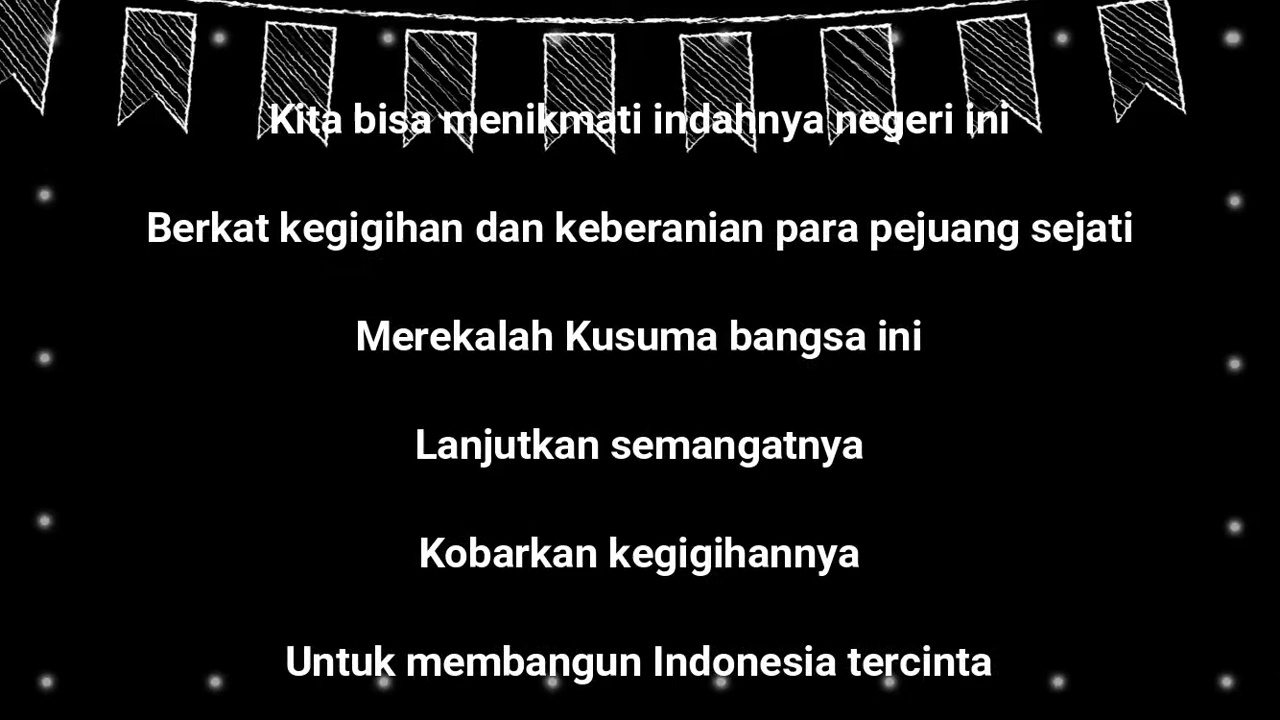 Kita bisa menikmati indahnya negeri ini
Berkat kegigihan dan keberanian para pejuang sejati
Merekalah Kusuma bangsa ini
Lanjutkan semangatnya
Kobarkan kegigihannya
Untuk membangun Indonesia tercinta